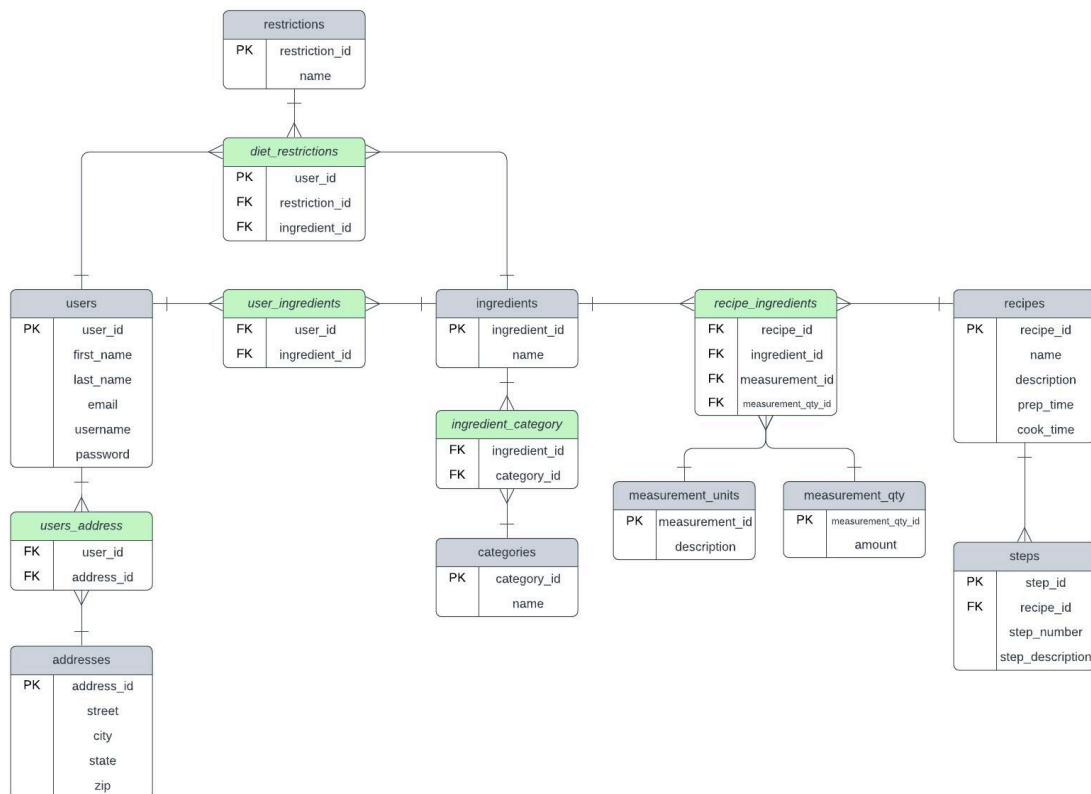 restrictions
PK restriction_id
name
diet_restrictions
PK user_id
FK restriction_id
FK ingredient_id
users
PK user_id
first_name
last_name
email
username
password
user_ingredients
FK user_id
FK ingredient_id
ingredients
PK ingredient_id
name
recipe_ingredients
FK recipe_id
FK ingredient_id
FK measurement_id
FK measurement_qty_id
recipes
PK recipe_id
name
description
prep_time
cook_time
ingredient_category
FK ingredient_id
FK category_id
measurement_units
PK measurement_id
description
measurement_qty
PK measurement_qty_id
amount
users_address
FK user_id
FK address_id
categories
PK category_id
name
steps
PK step_id
FK recipe_id
step_number
step_description
addresses
PK address_id
street
city
state
zip